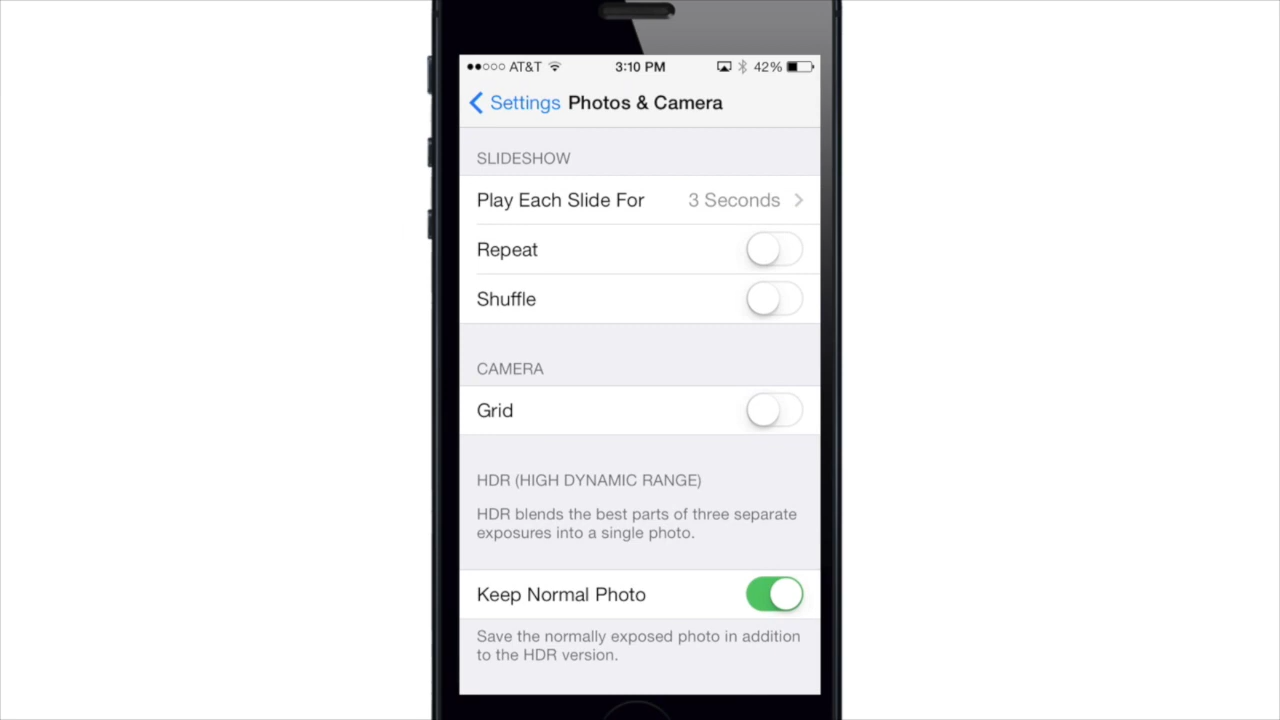 AT&T 3:10 PM 42%
Settings Photos & Camera
SLIDESHOW
Play Each Slide For 3 Seconds
Repeat
Shuffle
CAMERA
Grid
HDR (HIGH DYNAMIC RANGE)
HDR blends the best parts of three separate
exposures into a single photo.
Keep Normal Photo
Save the normally exposed photo in addition
to the HDR version.